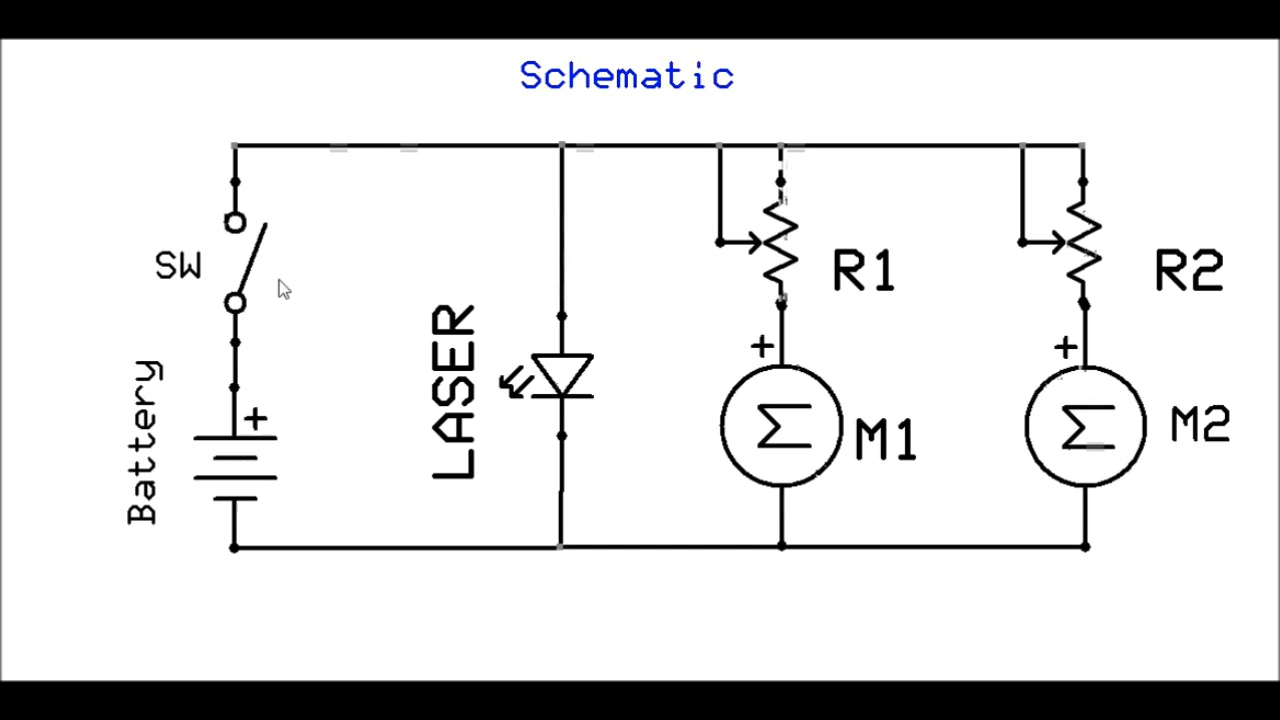 Schematic
SW
Battery
+
LASER
R1
+
M1
R2
+
M2